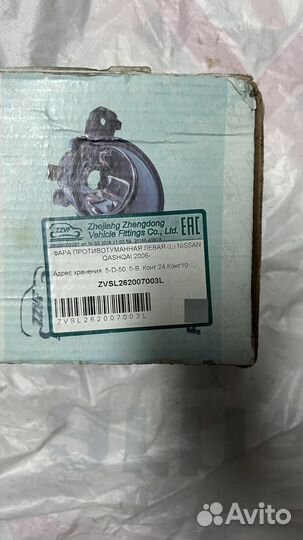 ZZVF
Zhejiang Zhengdong
Vehicle Fittings Co., Ltd.
EAC
ФАРА ПРОТИВОТУМАННАЯ ЛЕВАЯ (L) NISSAN
QASHQAI 2006-
Адрес хранения 5-D-50, 5-B, Конт 24 Конт19
ZVSL262007003L
ZVSL262007003L
Avito